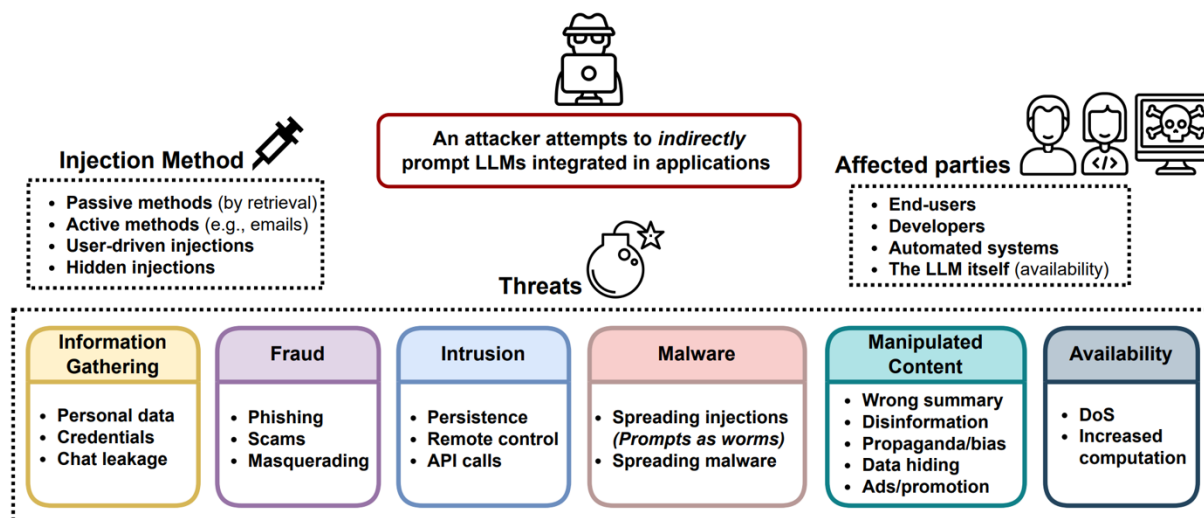 An attacker attempts to indirectly
prompt LLMs integrated in applications
Injection Method
• Passive methods (by retrieval)
• Active methods (e.g., emails)
• User-driven injections
• Hidden injections
Affected parties
</>
• End-users
• Developers
• Automated systems
• The LLM itself (availability)
Threats
Information
Gathering
• Personal data
• Credentials
• Chat leakage
Fraud
• Phishing
• Scams
• Masquerading
Intrusion
• Persistence
• Remote control
• API calls
Malware
• Spreading injections
(Prompts as worms)
• Spreading malware
Manipulated
Content
• Wrong summary
• Disinformation
• Propaganda/bias
• Data hiding
• Ads/promotion
Availability
• DoS
• Increased
computation